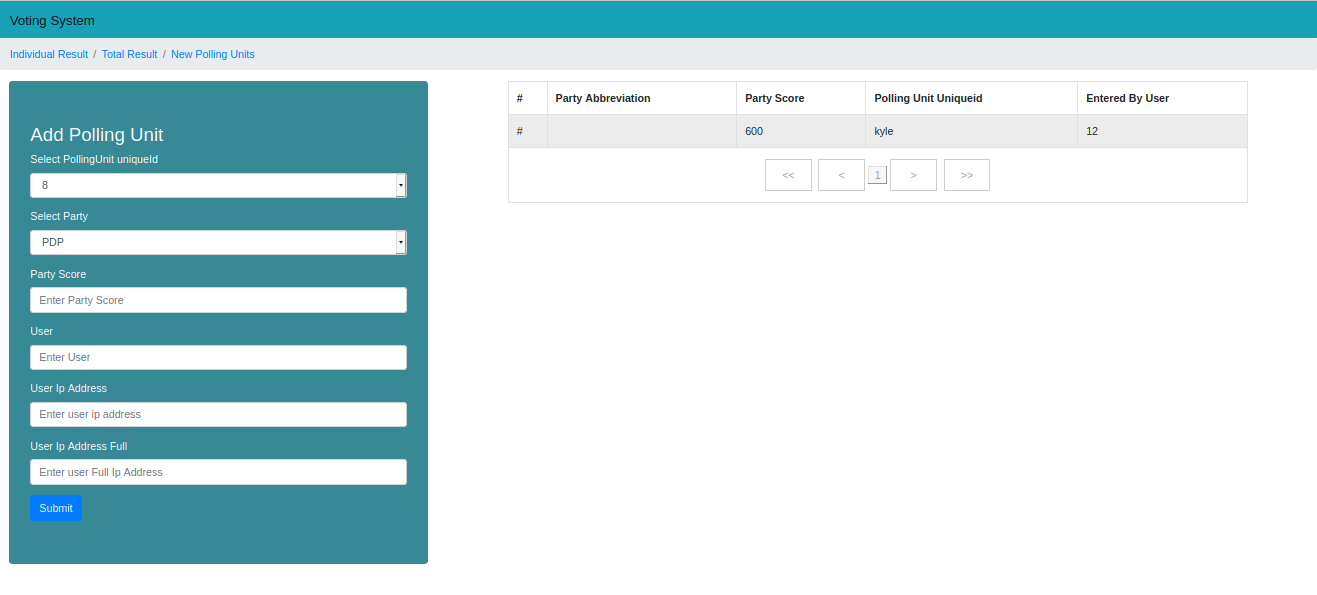 Voting System
Individual Result / Total Result / New Polling Units
Add Polling Unit
Select PollingUnit uniqueId
8
Select Party
PDP
Party Score
Enter Party Score
User
Enter User
User Ip Address
Enter user ip address
User Ip Address Full
Enter user Full Ip Address
Submit
# Party Abbreviation Party Score Polling Unit Uniqueid Entered By User
# 600 kyle 12
<< < 1 > >>